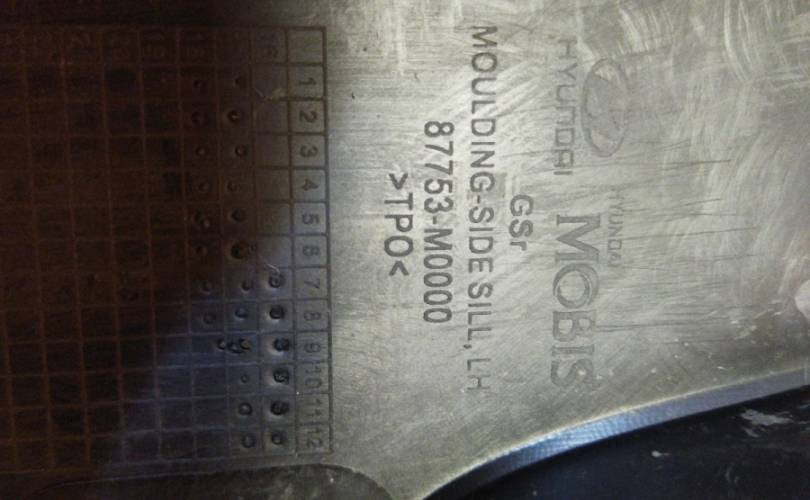 HYUNDAI
HYUNDAI
MOBIS
GSr
MOULDING-SIDE SILL, LH
87753-M0000
>TPO<
1 2 3 4 5 6 7 8 9 10 11 12